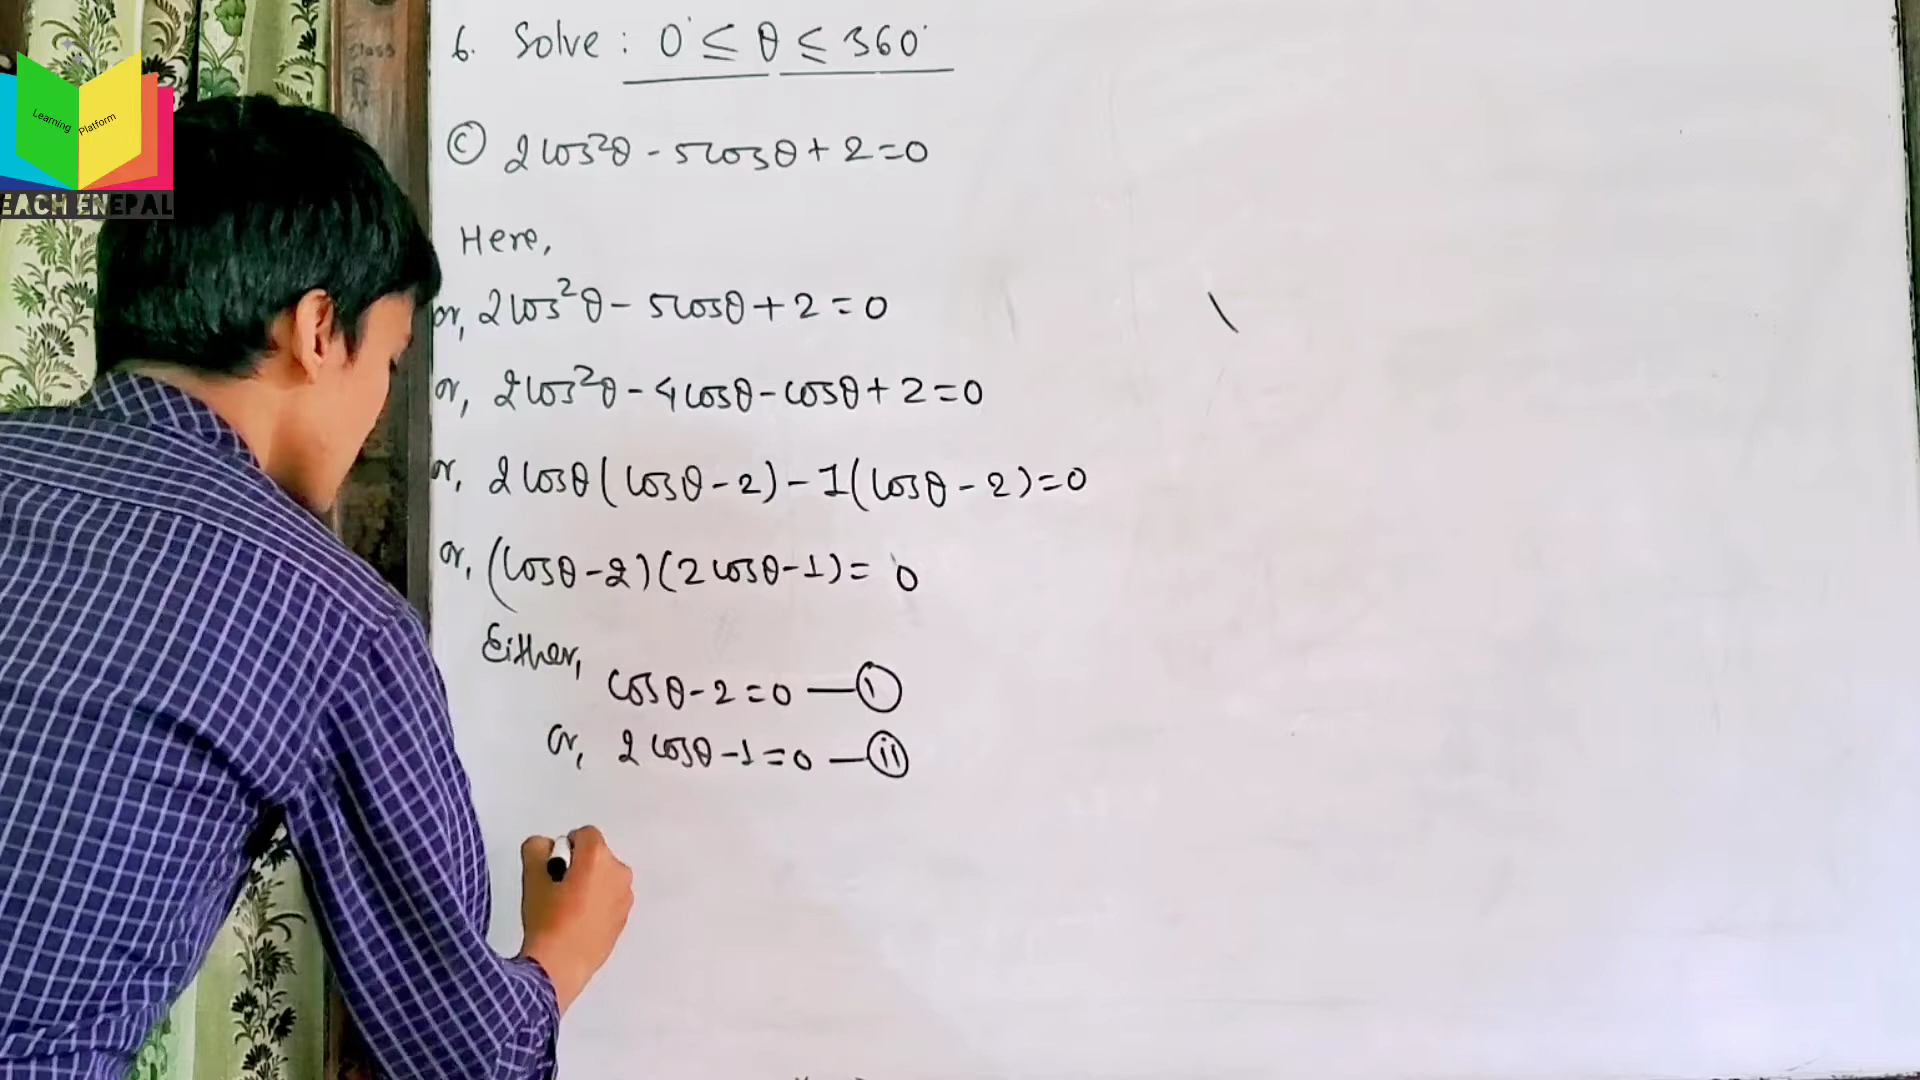 Learning Platform
EACH ENEPAL
Class
6. Solve: 0° ≤ θ ≤ 360°
(c) 2cos²θ - 5cosθ + 2 = 0
Here,
or, 2cos²θ - 5cosθ + 2 = 0
or, 2cos²θ - 4cosθ - cosθ + 2 = 0
or, 2cosθ(cosθ - 2) - 1(cosθ - 2) = 0
or, (cosθ - 2)(2cosθ - 1) = 0
Either,
cosθ - 2 = 0 — (i)
or, 2cosθ - 1 = 0 — (ii)